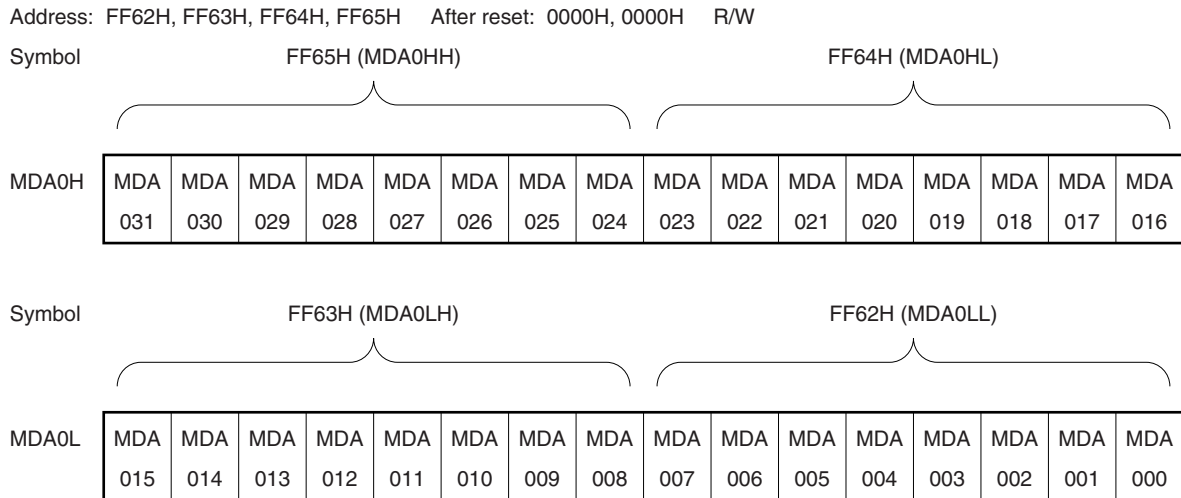 Address: FF62H, FF63H, FF64H, FF65H After reset: 0000H, 0000H R/W
Symbol FF65H (MDA0HH) FF64H (MDA0HL)
MDA0H MDA MDA MDA MDA MDA MDA MDA MDA MDA MDA MDA MDA MDA MDA MDA MDA
031 030 029 028 027 026 025 024 023 022 021 020 019 018 017 016
Symbol FF63H (MDA0LH) FF62H (MDA0LL)
MDA0L MDA MDA MDA MDA MDA MDA MDA MDA MDA MDA MDA MDA MDA MDA MDA MDA
015 014 013 012 011 010 009 008 007 006 005 004 003 002 001 000